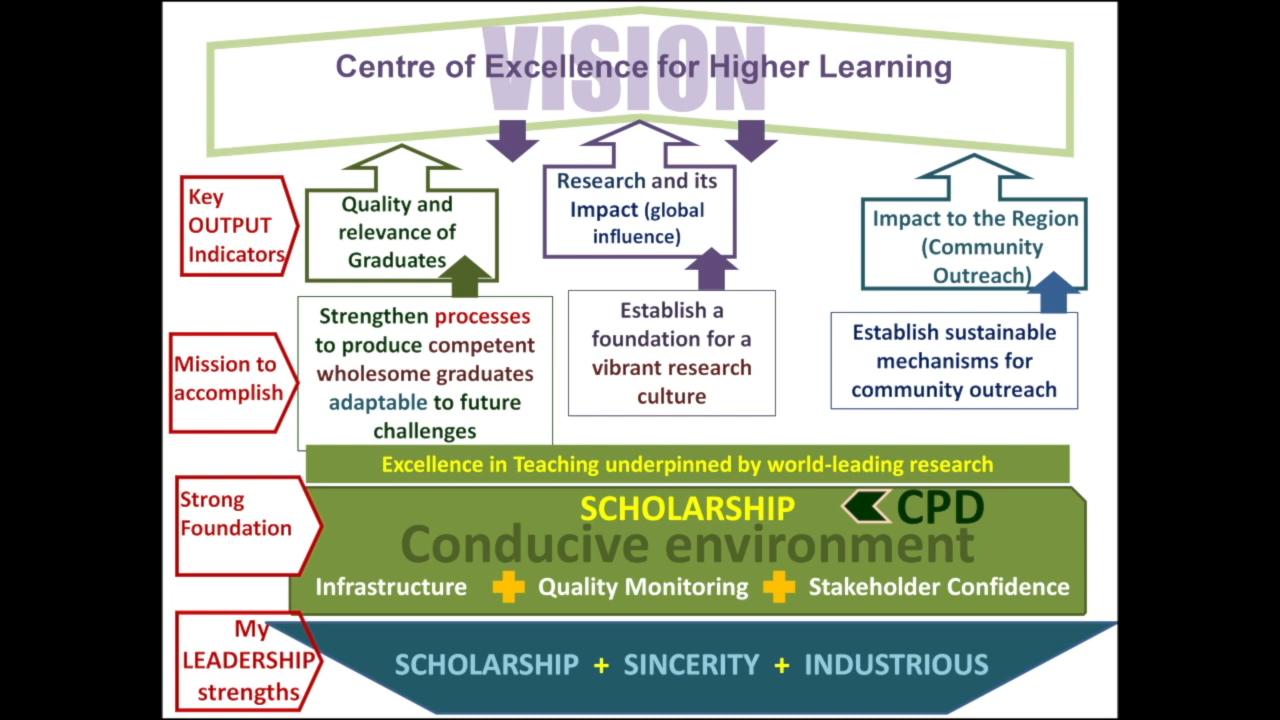 VISION
Centre of Excellence for Higher Learning
Key
OUTPUT
Indicators
Quality and
relevance of
Graduates
Research and its
Impact (global
influence)
Impact to the Region
(Community
Outreach)
Mission to
accomplish
Strengthen processes
to produce competent
wholesome graduates
adaptable to future
challenges
Establish a
foundation for a
vibrant research
culture
Establish sustainable
mechanisms for
community outreach
Excellence in Teaching underpinned by world-leading research
Strong
Foundation
SCHOLARSHIP
CPD
Conducive environment
Infrastructure
Quality Monitoring
Stakeholder Confidence
My
LEADERSHIP
strengths
SCHOLARSHIP + SINCERITY + INDUSTRIOUS